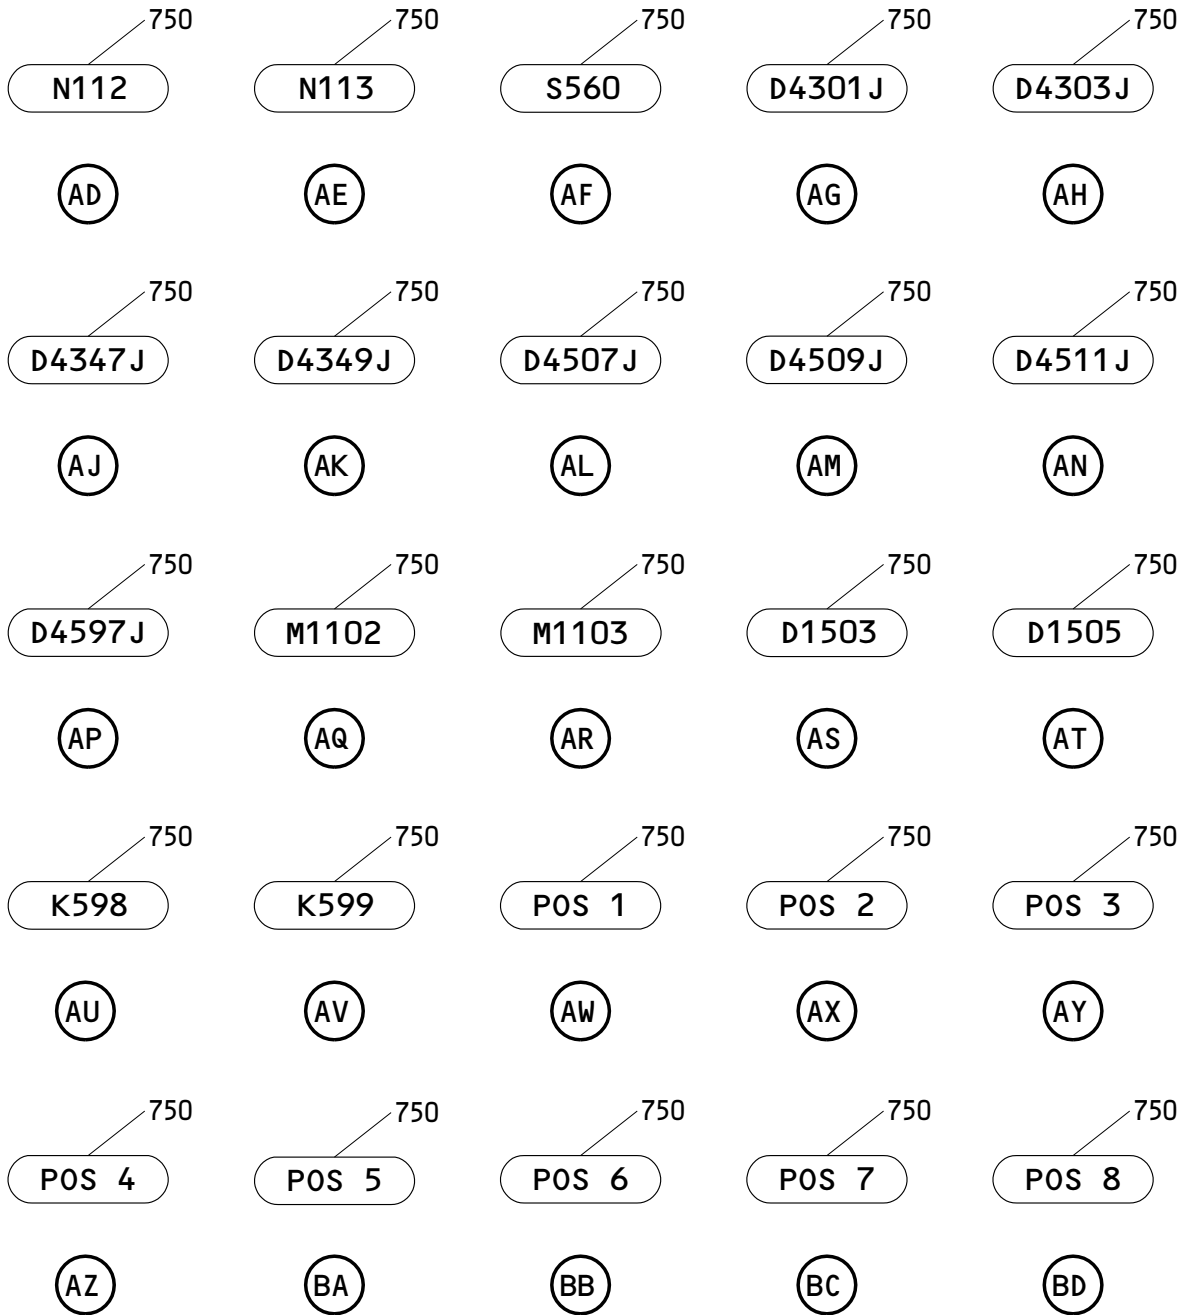 750 750 750 750 750
N112 N113 S560 D4301J D4303J
AD AE AF AG AH
750 750 750 750 750
D4347J D4349J D4507J D4509J D4511J
AJ AK AL AM AN
750 750 750 750 750
D4597J M1102 M1103 D1503 D1505
AP AQ AR AS AT
750 750 750 750 750
K598 K599 POS 1 POS 2 POS 3
AU AV AW AX AY
750 750 750 750 750
POS 4 POS 5 POS 6 POS 7 POS 8
AZ BA BB BC BD